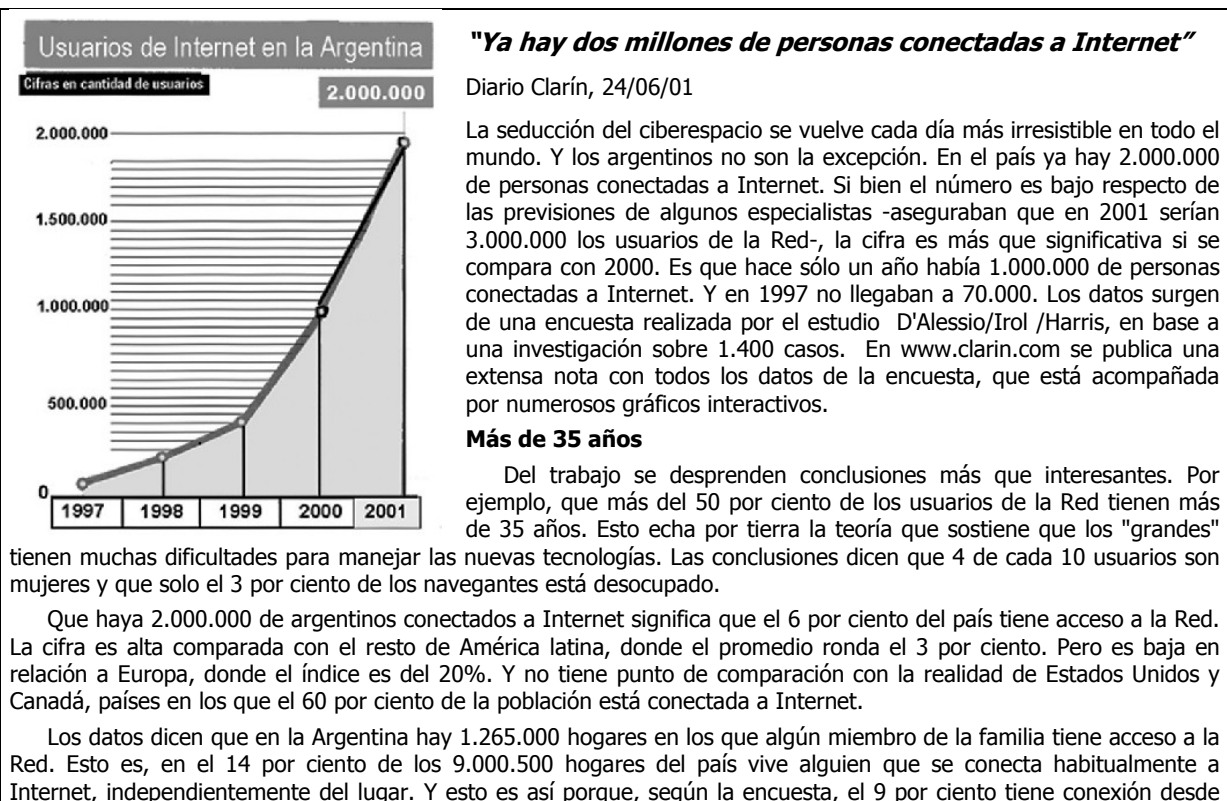 Usuarios de Internet en la Argentina
Cifras en cantidad de usuarios
2.000.000
2.000.000
1.500.000
1.000.000
500.000
0
1997 1998 1999 2000 2001
“Ya hay dos millones de personas conectadas a Internet”
Diario Clarín, 24/06/01
La seducción del ciberespacio se vuelve cada día más irresistible en todo el
mundo. Y los argentinos no son la excepción. En el país ya hay 2.000.000
de personas conectadas a Internet. Si bien el número es bajo respecto de
las previsiones de algunos especialistas -aseguraban que en 2001 serían
3.000.000 los usuarios de la Red-, la cifra es más que significativa si se
compara con 2000. Es que hace sólo un año había 1.000.000 de personas
conectadas a Internet. Y en 1997 no llegaban a 70.000. Los datos surgen
de una encuesta realizada por el estudio D'Alessio/Irol /Harris, en base a
una investigación sobre 1.400 casos. En www.clarin.com se publica una
extensa nota con todos los datos de la encuesta, que está acompañada
por numerosos gráficos interactivos.
Más de 35 años
Del trabajo se desprenden conclusiones más que interesantes. Por
ejemplo, que más del 50 por ciento de los usuarios de la Red tienen más
de 35 años. Esto echa por tierra la teoría que sostiene que los "grandes"
tienen muchas dificultades para manejar las nuevas tecnologías. Las conclusiones dicen que 4 de cada 10 usuarios son
mujeres y que solo el 3 por ciento de los navegantes está desocupado.
Que haya 2.000.000 de argentinos conectados a Internet significa que el 6 por ciento del país tiene acceso a la Red.
La cifra es alta comparada con el resto de América latina, donde el promedio ronda el 3 por ciento. Pero es baja en
relación a Europa, donde el índice es del 20%. Y no tiene punto de comparación con la realidad de Estados Unidos y
Canadá, países en los que el 60 por ciento de la población está conectada a Internet.
Los datos dicen que en la Argentina hay 1.265.000 hogares en los que algún miembro de la familia tiene acceso a la
Red. Esto es, en el 14 por ciento de los 9.000.500 hogares del país vive alguien que se conecta habitualmente a
Internet, independientemente del lugar. Y esto es así porque, según la encuesta, el 9 por ciento tiene conexión desde